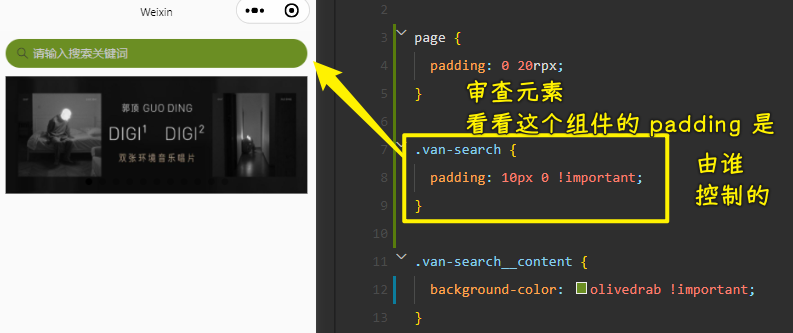 Weixin
请输入搜索关键词
郭顶 GUO DING
DIGI¹ DIGI²
双张环境音乐唱片
2
3 page {
4 padding: 0 20rpx;
5 }
6
7 .van-search {
8 padding: 10px 0 !important;
9 }
10
11 .van-search__content {
12 background-color: olivedrab !important;
13 }
审查元素
看看这个组件的 padding 是
由谁
控制的